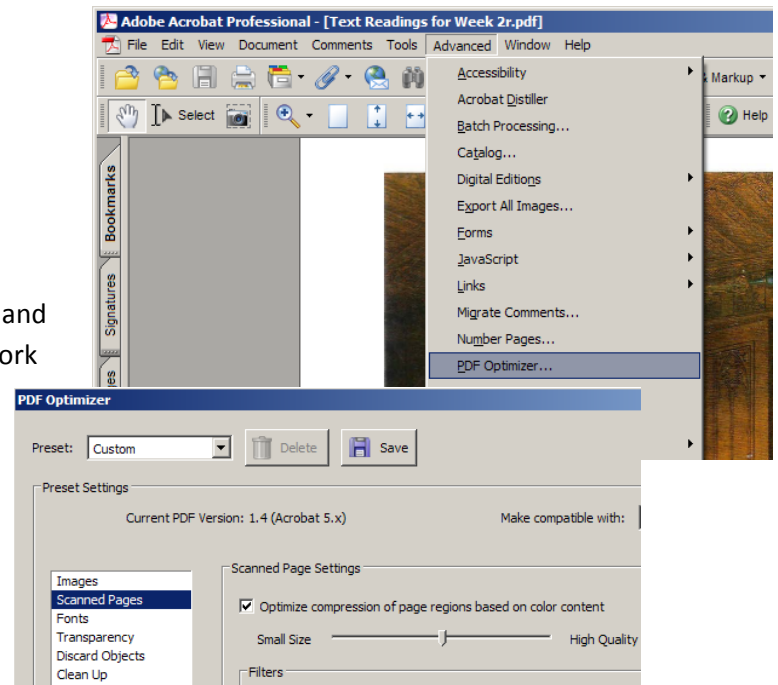 Adobe Acrobat Professional - [Text Readings for Week 2r.pdf]
File Edit View Document Comments Tools Advanced Window Help
Markup
Select
Help
Accessibility
Acrobat Distiller
Batch Processing...
Catalog...
Digital Editions
Export All Images...
Forms
JavaScript
Links
Migrate Comments...
Number Pages...
PDF Optimizer...
Bookmarks
Signatures
and
ork
PDF Optimizer
Preset: Custom Delete Save
Preset Settings
Current PDF Version: 1.4 (Acrobat 5.x) Make compatible with:
Images
Scanned Pages
Fonts
Transparency
Discard Objects
Clean Up
Scanned Page Settings
Optimize compression of page regions based on color content
Small Size High Quality
Filters